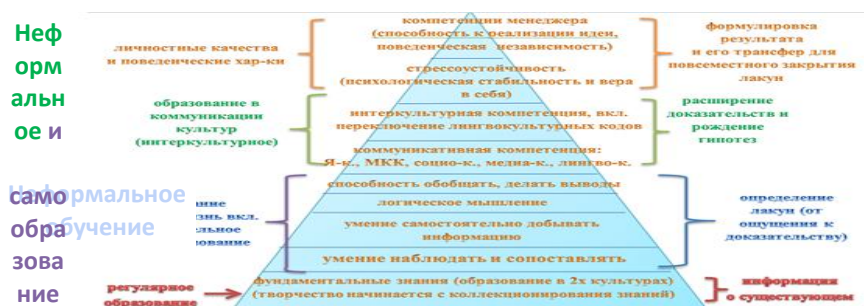 Неф
орм
альн
ое и
само
обра
зова
ние
Неформальное
обучение
личностные качества
и поведенческие хар-ки
образование в
коммуникации
культур
(интеркультурное)
регулярное
образование
компетенции менеджера
(способность к реализации идеи,
поведенческая независимость)
стрессоустойчивость
(психологическая стабильность и вера
в себя)
интеркультурная компетенция, вкл.
переключение лингвокультурных кодов
коммуникативная компетенция:
Я-к., МКК, социо-к., медиа-к., лингво-к.
способность обобщать, делать выводы
логическое мышление
умение самостоятельно добывать
информацию
умение наблюдать и сопоставлять
фундаментальные знания (образование в 2х культурах)
(творчество начинается с коллекционирования знаний)
формулировка
результата
и его трансфер для
повсеместного закрытия
лакун
расширение
доказательств и
рождение
гипотез
определение
лакун (от
ощущения к
доказательству)
информация
о существующем